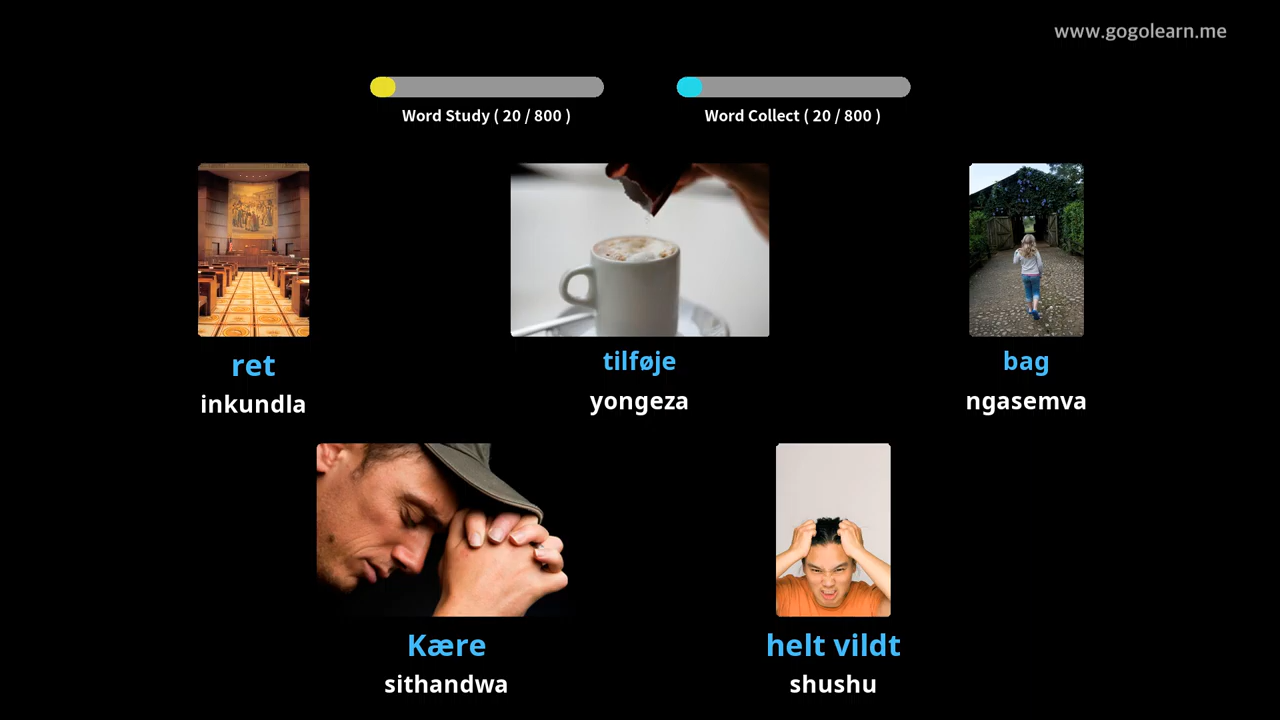 www.gogolearn.me
Word Study ( 20 / 800 )
Word Collect ( 20 / 800 )
ret
inkundla
tilføje
yongeza
bag
ngasemva
Kære
sithandwa
helt vildt
shushu